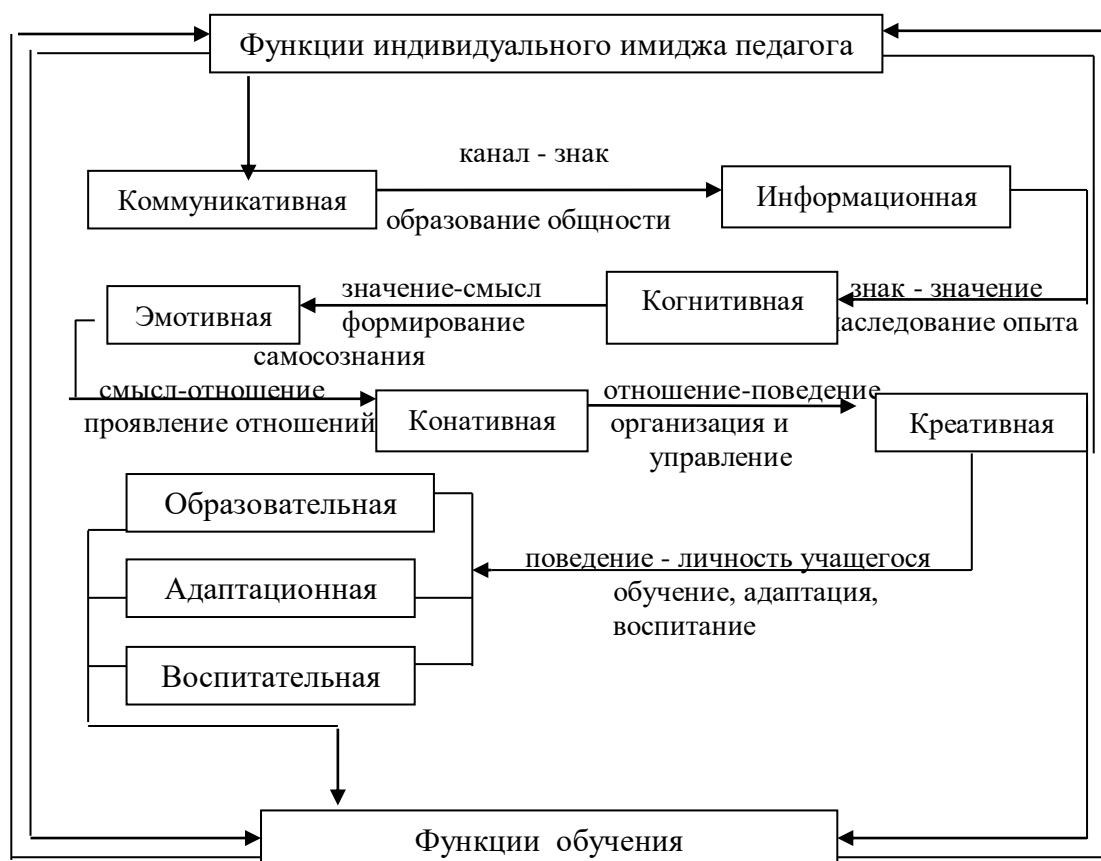 Функции индивидуального имиджа педагога
канал - знак
Коммуникативная
Информационная
образование общности
значение-смысл
Когнитивная
знак - значение
Эмотивная
формирование
наследование опыта
самосознания
смысл-отношение
отношение-поведение
проявление отношений
Конативная
организация и
Креативная
управление
Образовательная
поведение - личность учащегося
Адаптационная
обучение, адаптация,
воспитание
Воспитательная
Функции обучения